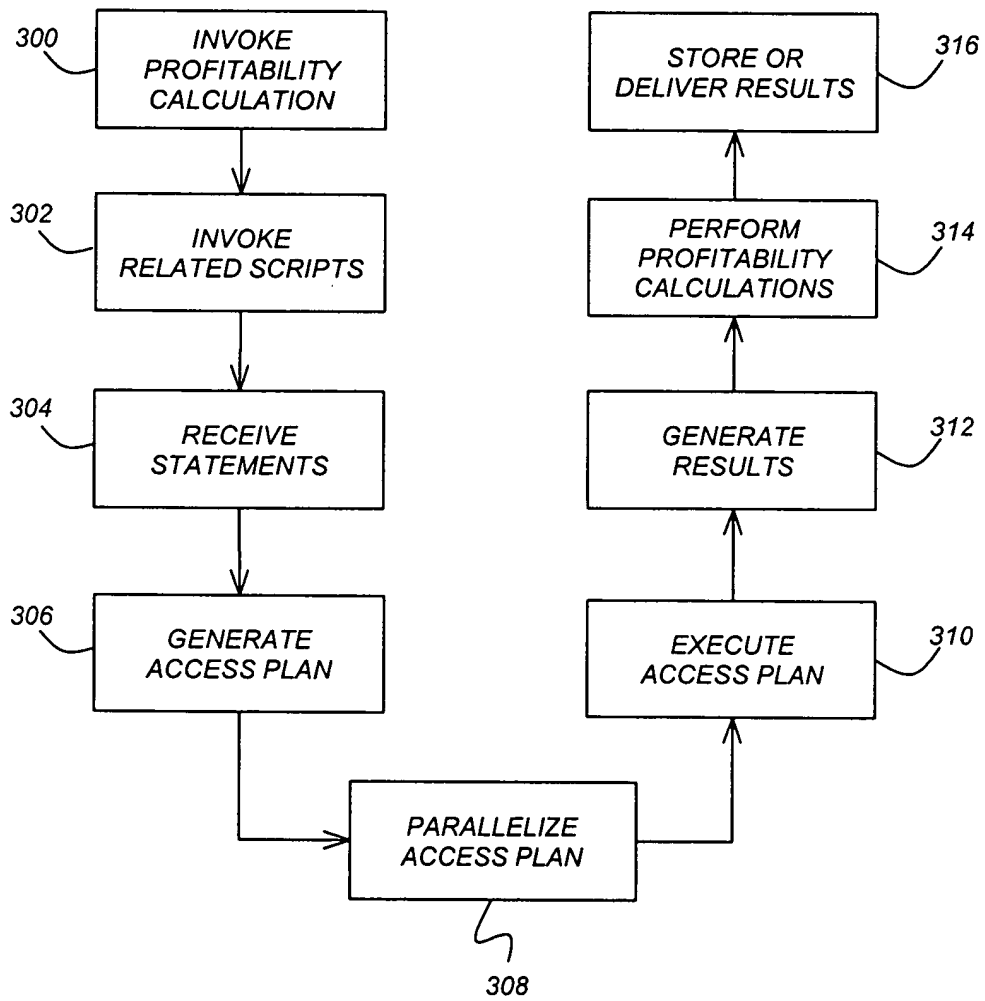 300
INVOKE
PROFITABILITY
CALCULATION
302
INVOKE
RELATED SCRIPTS
304
RECEIVE
STATEMENTS
306
GENERATE
ACCESS PLAN
PARALLELIZE
ACCESS PLAN
308
EXECUTE
ACCESS PLAN
310
GENERATE
RESULTS
312
PERFORM
PROFITABILITY
CALCULATIONS
314
STORE OR
DELIVER RESULTS
316